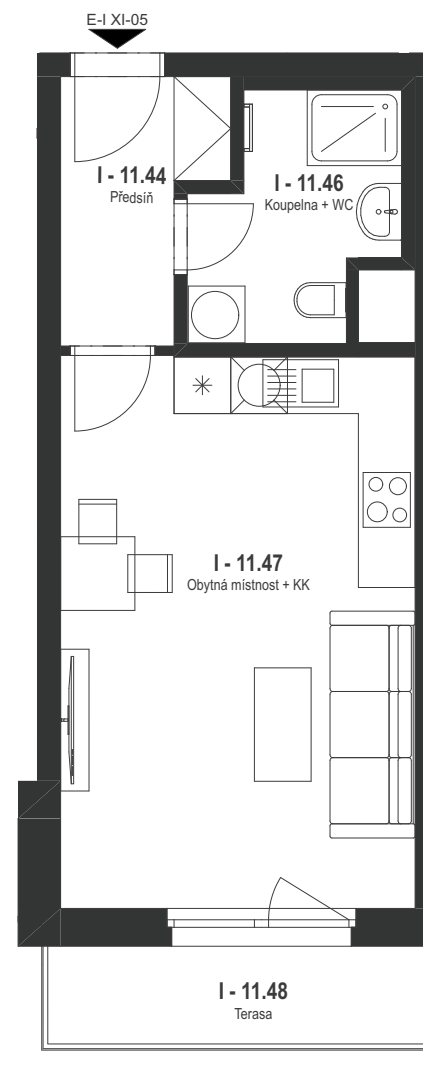 E-I XI-05
I - 11.44
Předsíň
I - 11.46
Koupelna + WC
I - 11.47
Obytná místnost + KK
I - 11.48
Terasa